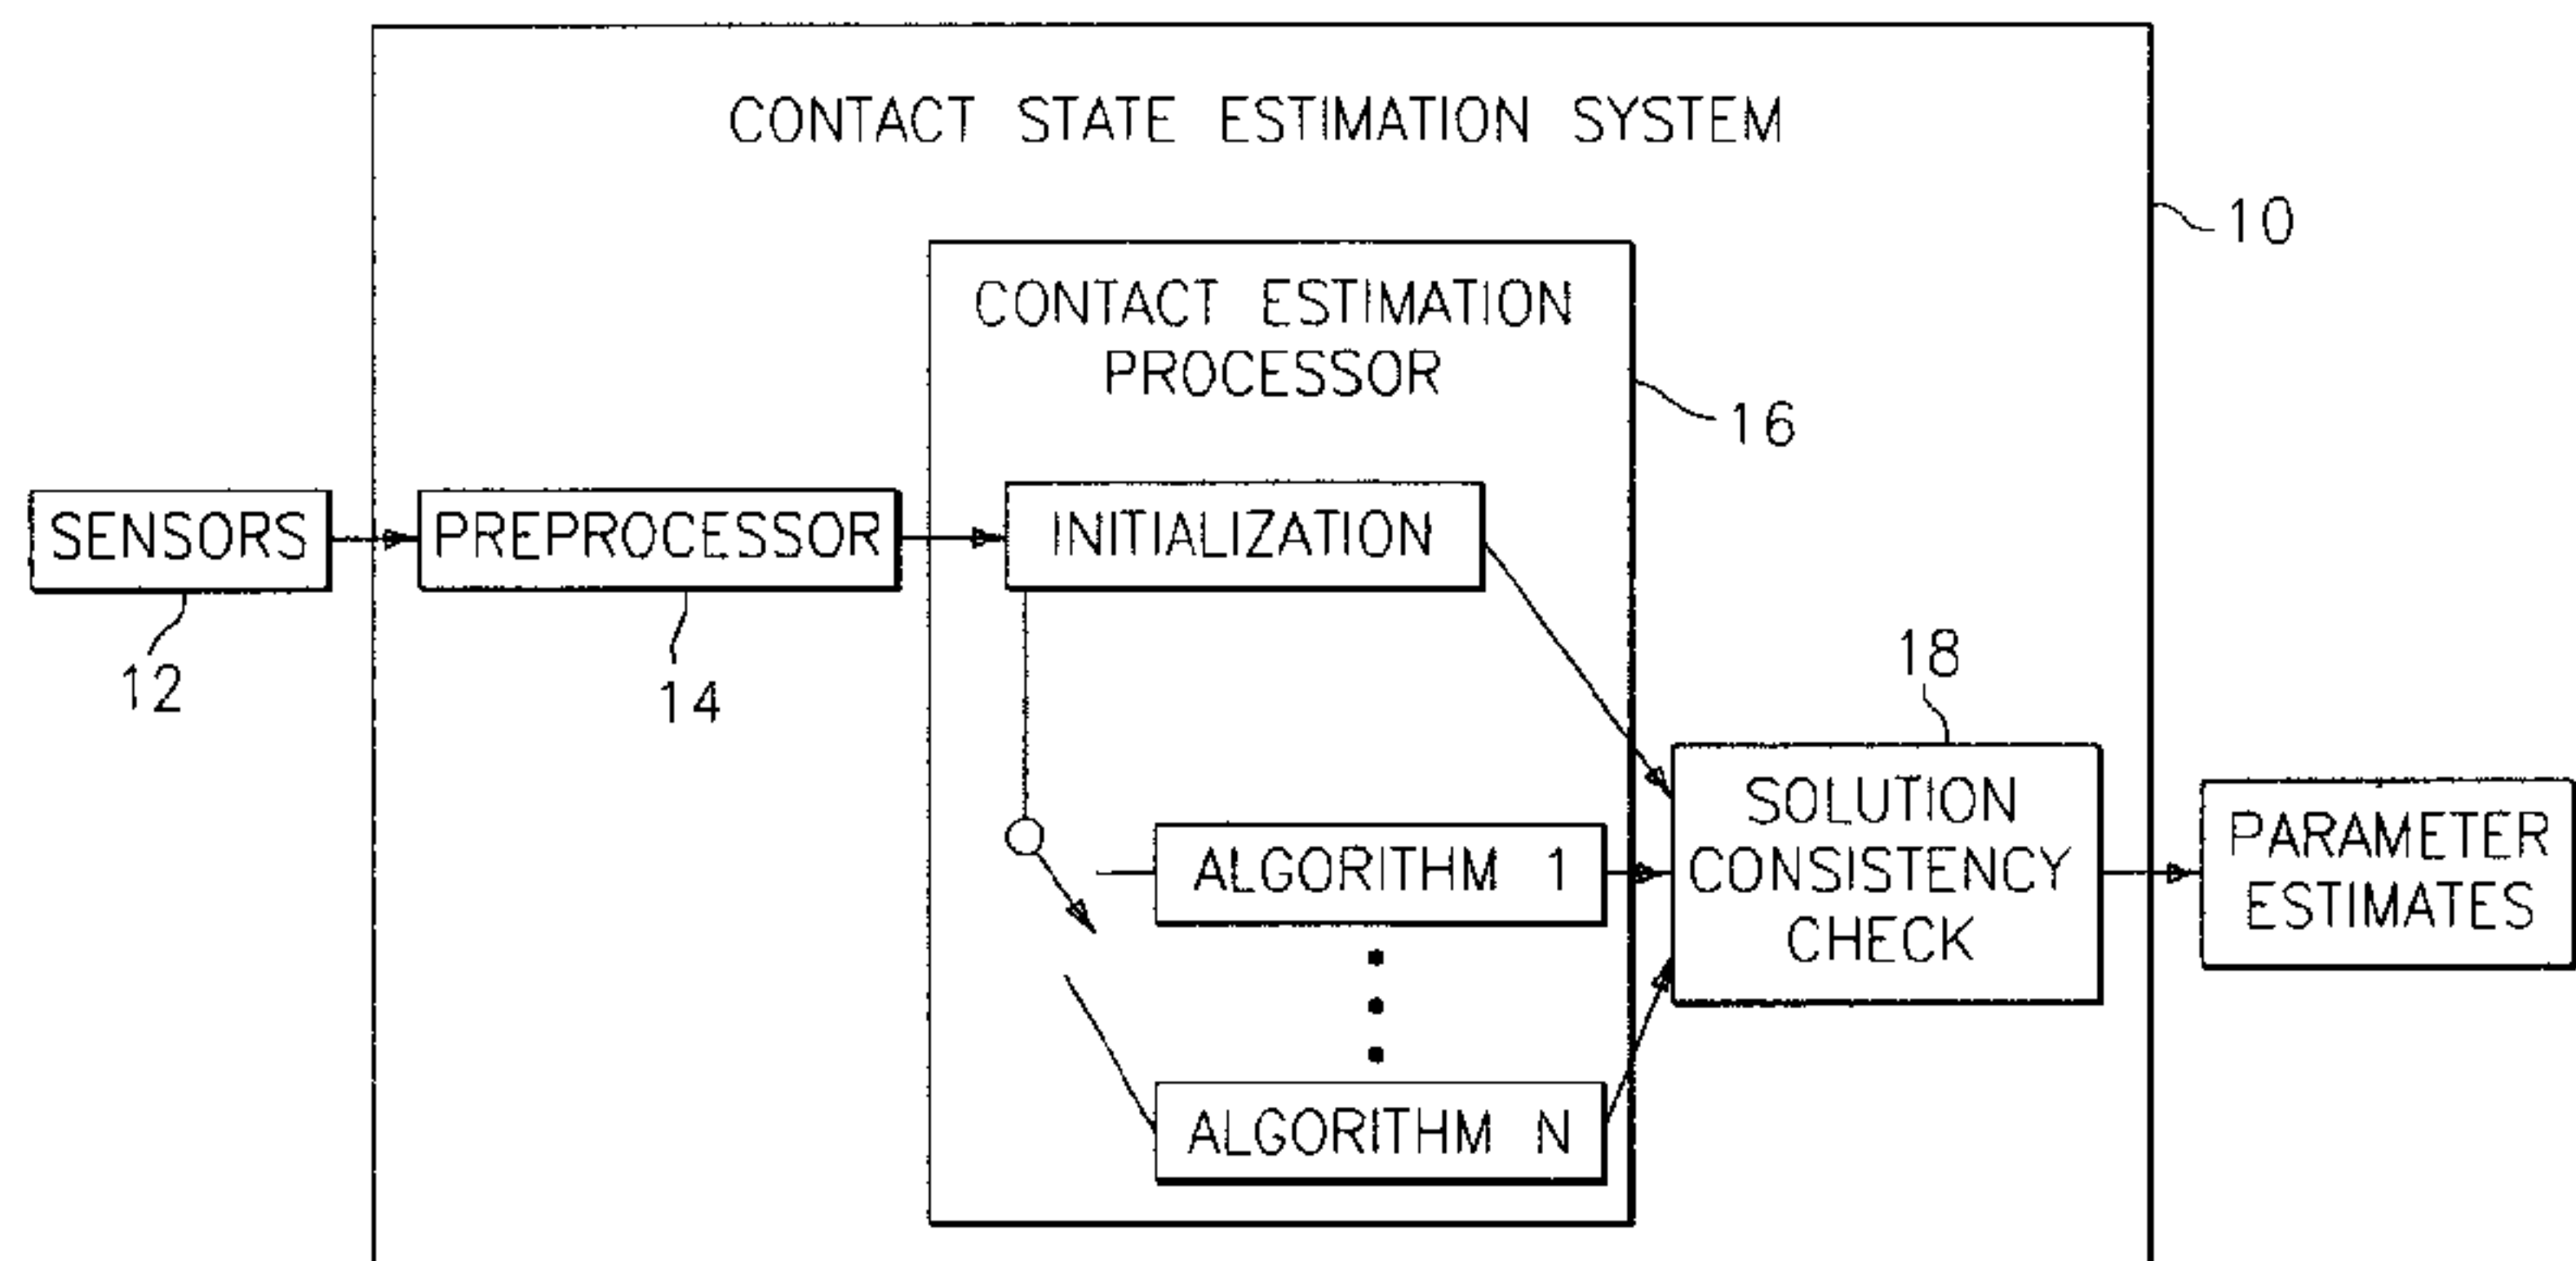 CONTACT STATE ESTIMATION SYSTEM
10
CONTACT ESTIMATION
PROCESSOR
16
SENSORS
12
PREPROCESSOR
14
INITIALIZATION
18
SOLUTION
CONSISTENCY
CHECK
ALGORITHM 1
ALGORITHM N
PARAMETER
ESTIMATES